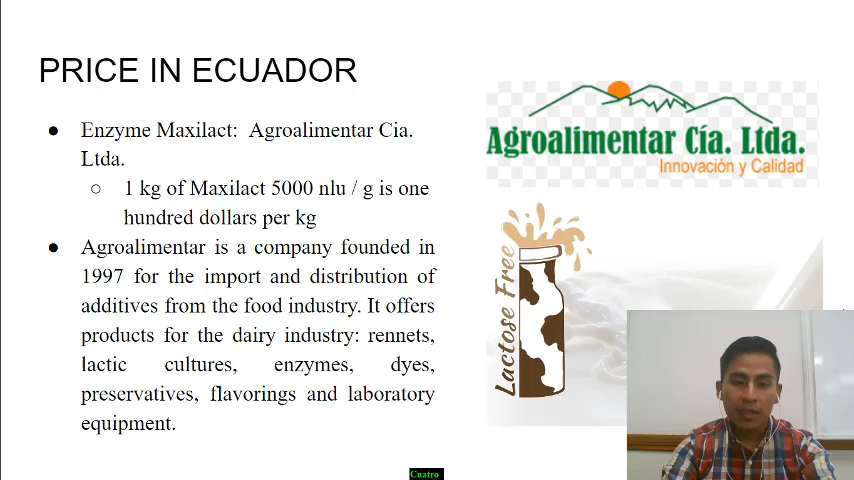 PRICE IN ECUADOR
● Enzyme Maxilact: Agroalimentar Cia.
Ltda.
○ 1 kg of Maxilact 5000 nlu / g is one
hundred dollars per kg
● Agroalimentar is a company founded in
1997 for the import and distribution of
additives from the food industry. It offers
products for the dairy industry: rennets,
lactic cultures, enzymes, dyes,
preservatives, flavorings and laboratory
equipment.
Agroalimentar Cía. Ltda.
Innovación y Calidad
Lactose Free
Cuatro